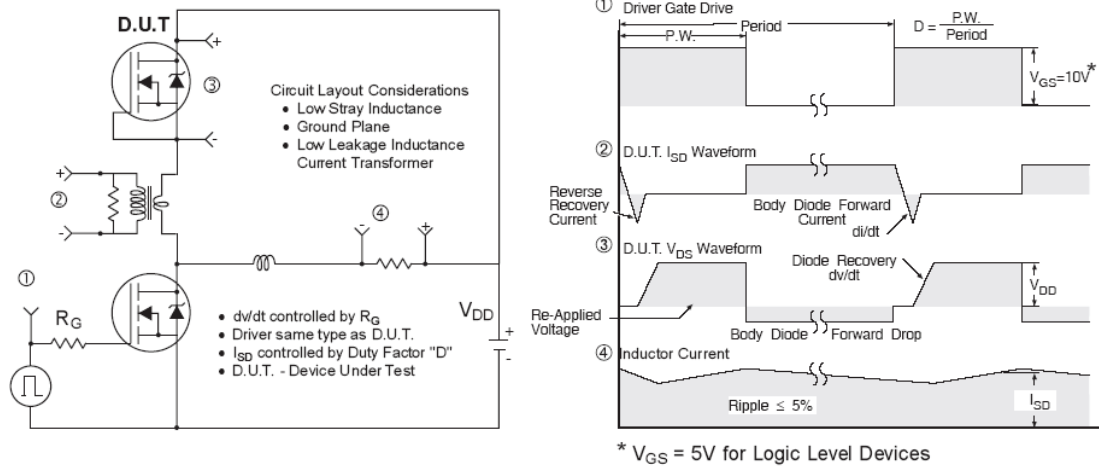 D.U.T
+
③
-
Circuit Layout Considerations
• Low Stray Inductance
• Ground Plane
• Low Leakage Inductance
Current Transformer
+
②
-
④
- +
①
R_G
V_DD
+
-
• dv/dt controlled by R_G
• Driver same type as D.U.T.
• I_SD controlled by Duty Factor "D"
• D.U.T. - Device Under Test
① Driver Gate Drive
Period
P.W.
D = P.W. / Period
V_GS=10V*
② D.U.T. I_SD Waveform
Reverse
Recovery
Current
Body Diode Forward
Current
di/dt
③ D.U.T. V_DS Waveform
Diode Recovery
dv/dt
V_DD
Re-Applied
Voltage
Body Diode Forward Drop
④ Inductor Current
Ripple ≤ 5%
I_SD
* V_GS = 5V for Logic Level Devices